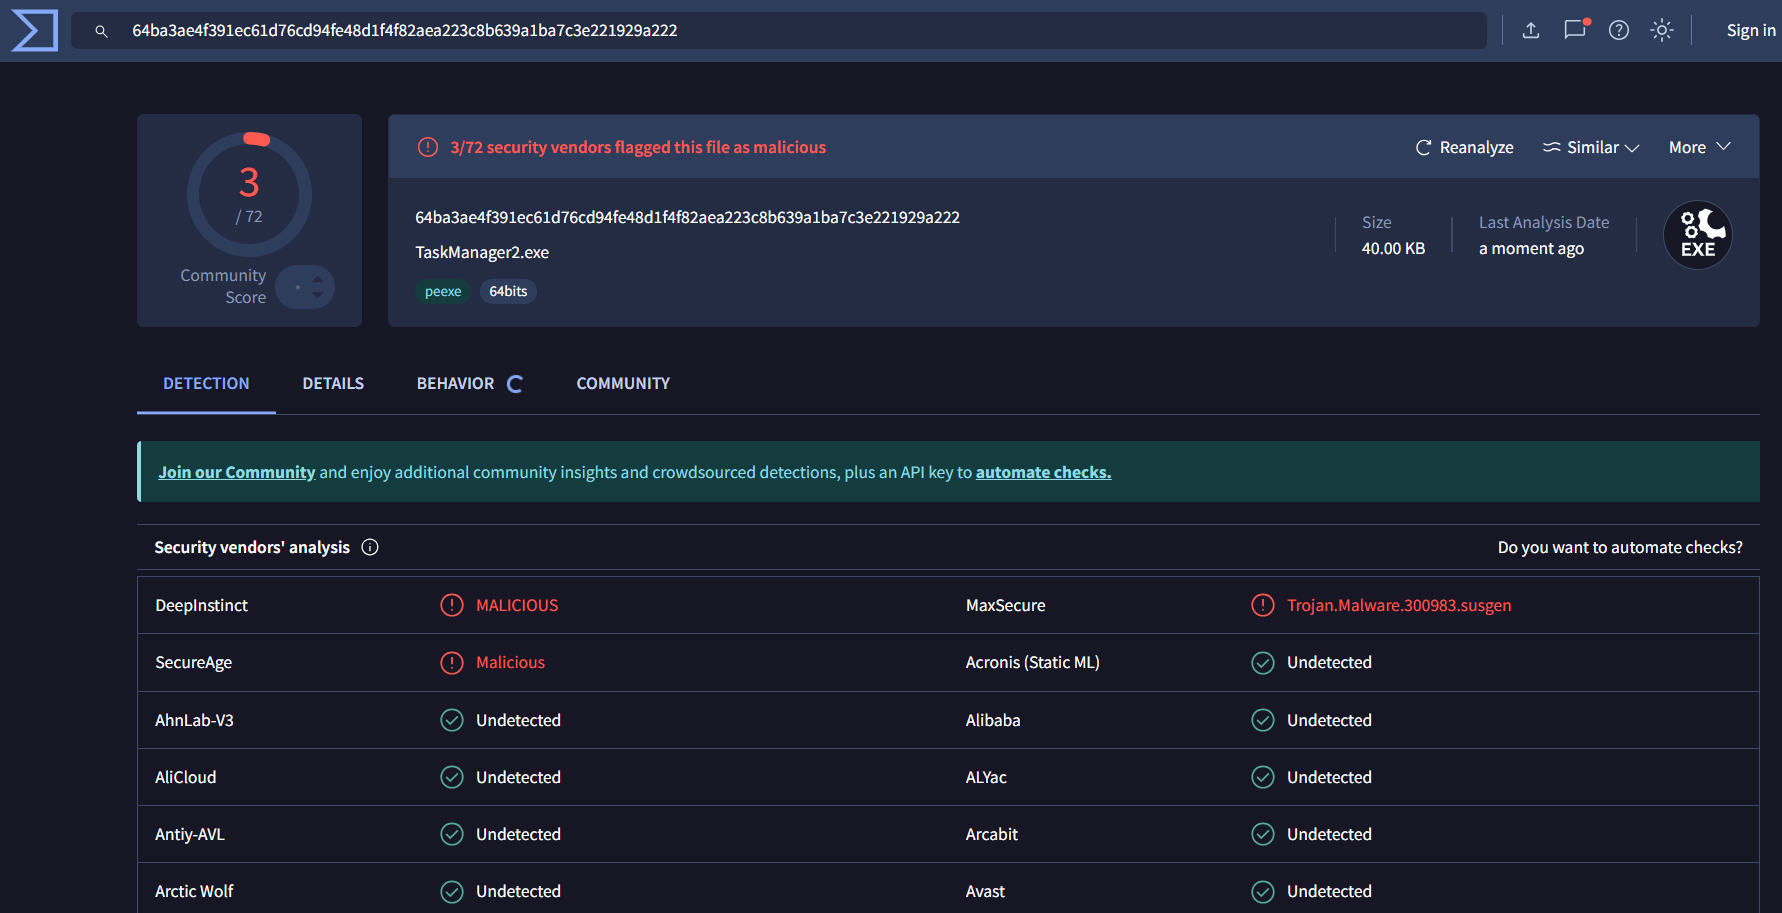 64ba3ae4f391ec61d76cd94fe48d1f4f82aea223c8b639a1ba7c3e221929a222
Sign in
3
/ 72
Community
Score
3/72 security vendors flagged this file as malicious
Reanalyze
Similar
More
64ba3ae4f391ec61d76cd94fe48d1f4f82aea223c8b639a1ba7c3e221929a222
TaskManager2.exe
peexe
64bits
Size
40.00 KB
Last Analysis Date
a moment ago
EXE
DETECTION
DETAILS
BEHAVIOR
COMMUNITY
Join our Community and enjoy additional community insights and crowdsourced detections, plus an API key to automate checks.
Security vendors' analysis
Do you want to automate checks?
DeepInstinct
MALICIOUS
MaxSecure
Trojan.Malware.300983.susgen
SecureAge
Malicious
Acronis (Static ML)
Undetected
AhnLab-V3
Undetected
Alibaba
Undetected
AliCloud
Undetected
ALYac
Undetected
Antiy-AVL
Undetected
Arcabit
Undetected
Arctic Wolf
Undetected
Avast
Undetected